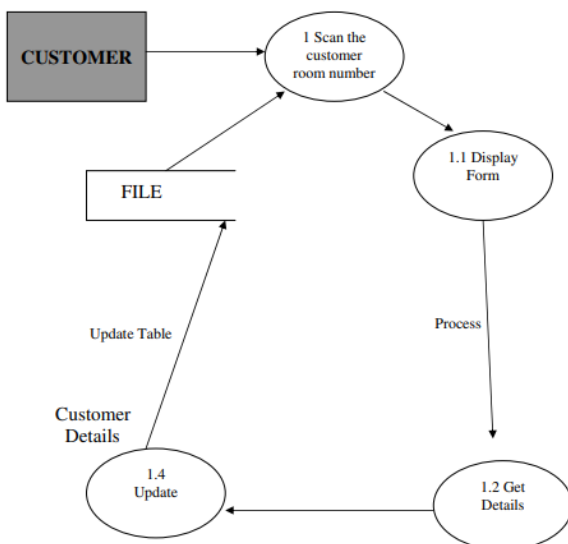 CUSTOMER
1 Scan the
customer
room number
1.1 Display
Form
FILE
Process
Update Table
Customer
Details
1.4
Update
1.2 Get
Details